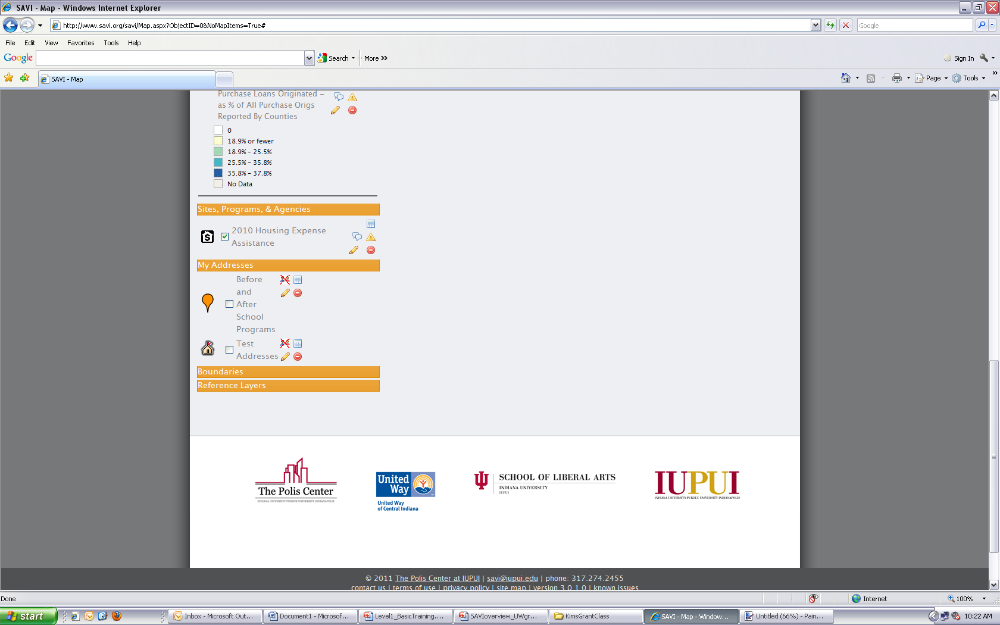 SAVI - Map - Windows Internet Explorer
http://www.savi.org/savi/Map.aspx?ObjectID=0&NoMapItems=True#
Google
File Edit View Favorites Tools Help
Google Search More >> Sign In
SAVI - Map
Page Tools
Purchase Loans Originated -
as % of All Purchase Origs
Reported By Counties
0
18.9% or fewer
18.9% - 25.5%
25.5% - 35.8%
35.8% - 37.8%
No Data
Sites, Programs, & Agencies
2010 Housing Expense
Assistance
My Addresses
Before
and
After
School
Programs
Test
Addresses
Boundaries
Reference Layers
The Polis Center
INDIANA UNIVERSITY PURDUE UNIVERSITY INDIANAPOLIS
United
Way
United Way
of Central Indiana
SCHOOL OF LIBERAL ARTS
INDIANA UNIVERSITY
IUPUI
IUPUI
INDIANA UNIVERSITY-PURDUE UNIVERSITY INDIANAPOLIS
© 2011 The Polis Center at IUPUI | savi@iupui.edu | phone: 317.274.2455
contact us | terms of use | privacy policy | site map | version 3.0.1.0 | known issues
Done Internet 100%
start Inbox - Microsoft Out... Document1 - Microsof... Level1_BasicTraining.... SAVIoverview_UWgr... KimsGrantClass SAVI - Map - Window... Untitled (66%) - Pain... 10:22 AM